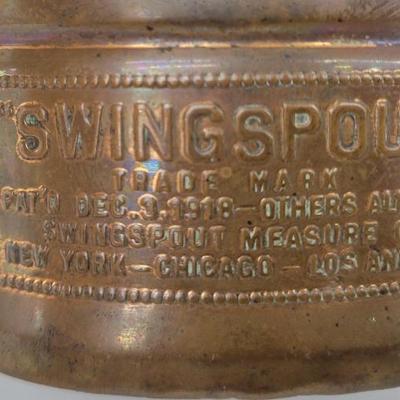 "SWINGSPOU
TRADE MARK
PAT'D DEC. 3. 1918-OTHERS AL
SWINGSPOUT MEASURE
NEW YORK-CHICAGO-LOS AN